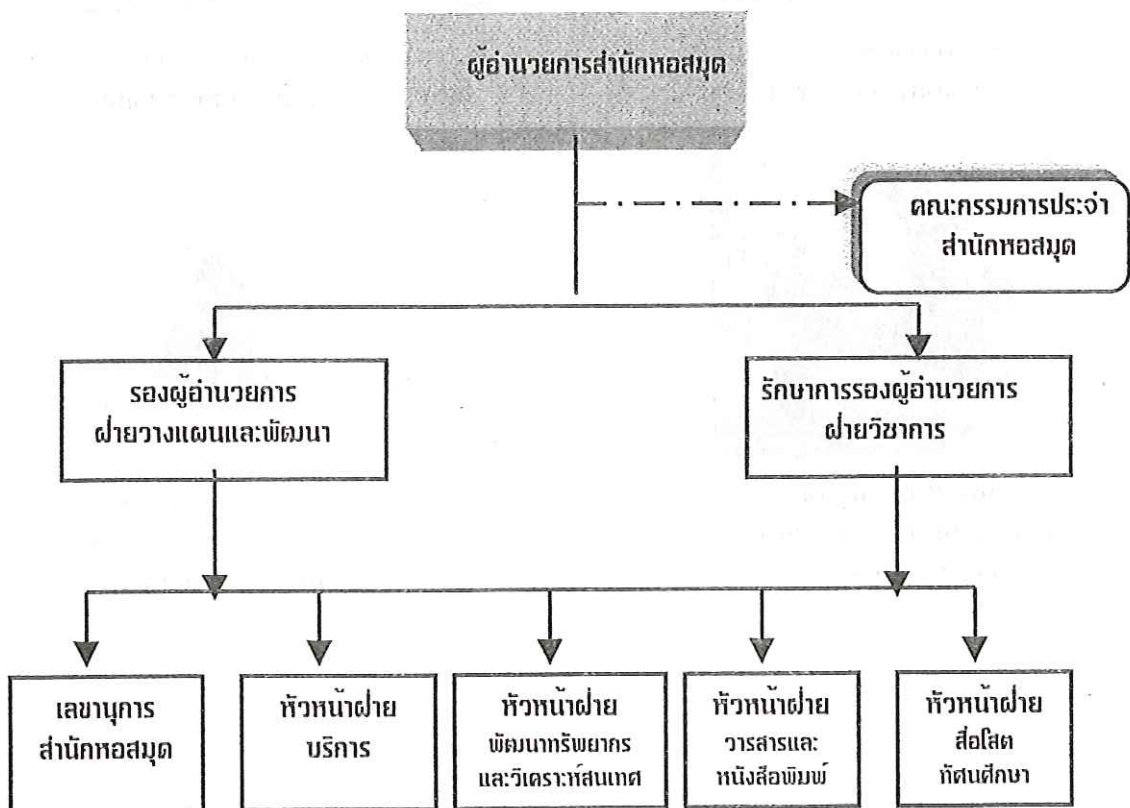 ผู้อำนวยการสำนักหอสมุด
คณะกรรมการประจำ
สำนักหอสมุด
รองผู้อำนวยการ
ฝ่ายวางแผนและพัฒนา
รักษาการรองผู้อำนวยการ
ฝ่ายวิชาการ
เลขานุการ
สำนักหอสมุด
หัวหน้าฝ่าย
บริการ
หัวหน้าฝ่าย
พัฒนาทรัพยากร
และวิเคราะห์สนเทศ
หัวหน้าฝ่าย
วารสารและ
หนังสือพิมพ์
หัวหน้าฝ่าย
สื่อโสต
ทัศนศึกษา